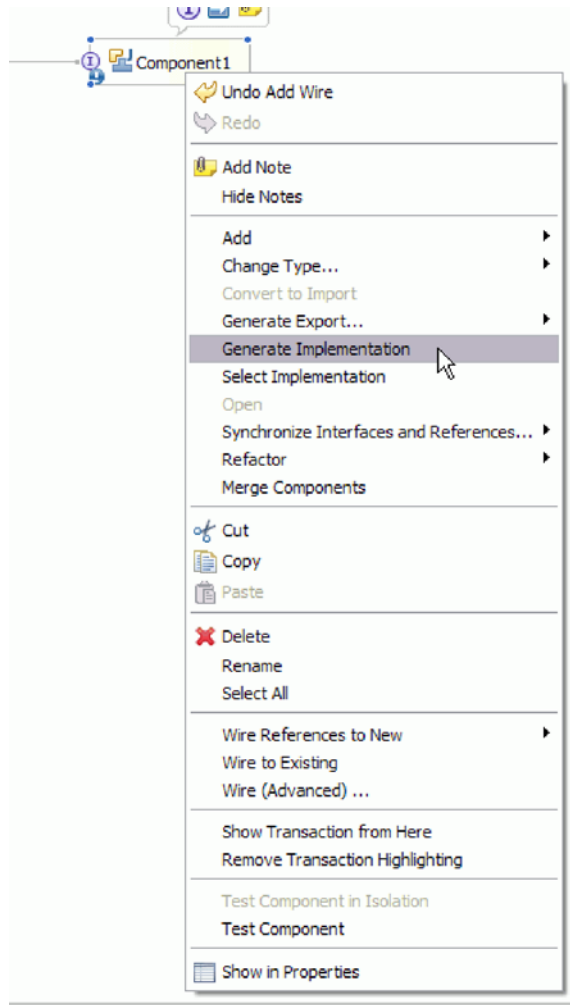 Component1
Undo Add Wire
Redo
Add Note
Hide Notes
Add
Change Type...
Convert to Import
Generate Export...
Generate Implementation
Select Implementation
Open
Synchronize Interfaces and References...
Refactor
Merge Components
Cut
Copy
Paste
Delete
Rename
Select All
Wire References to New
Wire to Existing
Wire (Advanced) ...
Show Transaction from Here
Remove Transaction Highlighting
Test Component in Isolation
Test Component
Show in Properties